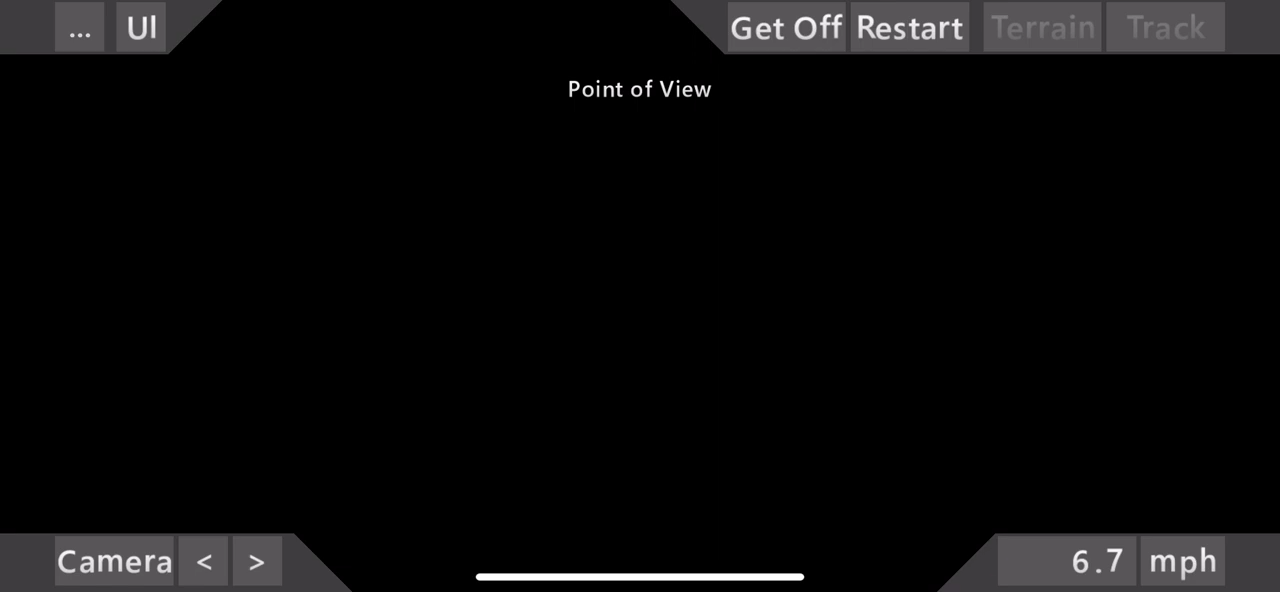 ... UI Get Off Restart Terrain Track
Point of View
Camera < > 6.7 mph